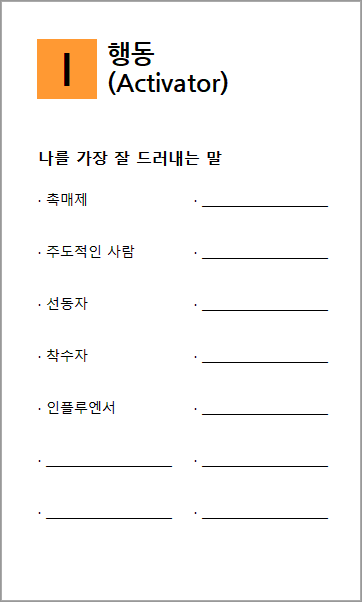 I
행동
(Activator)
나를 가장 잘 드러내는 말
· 촉매제
·
· 주도적인 사람
·
· 선동자
·
· 착수자
·
· 인플루엔서
·
·
·
·
·